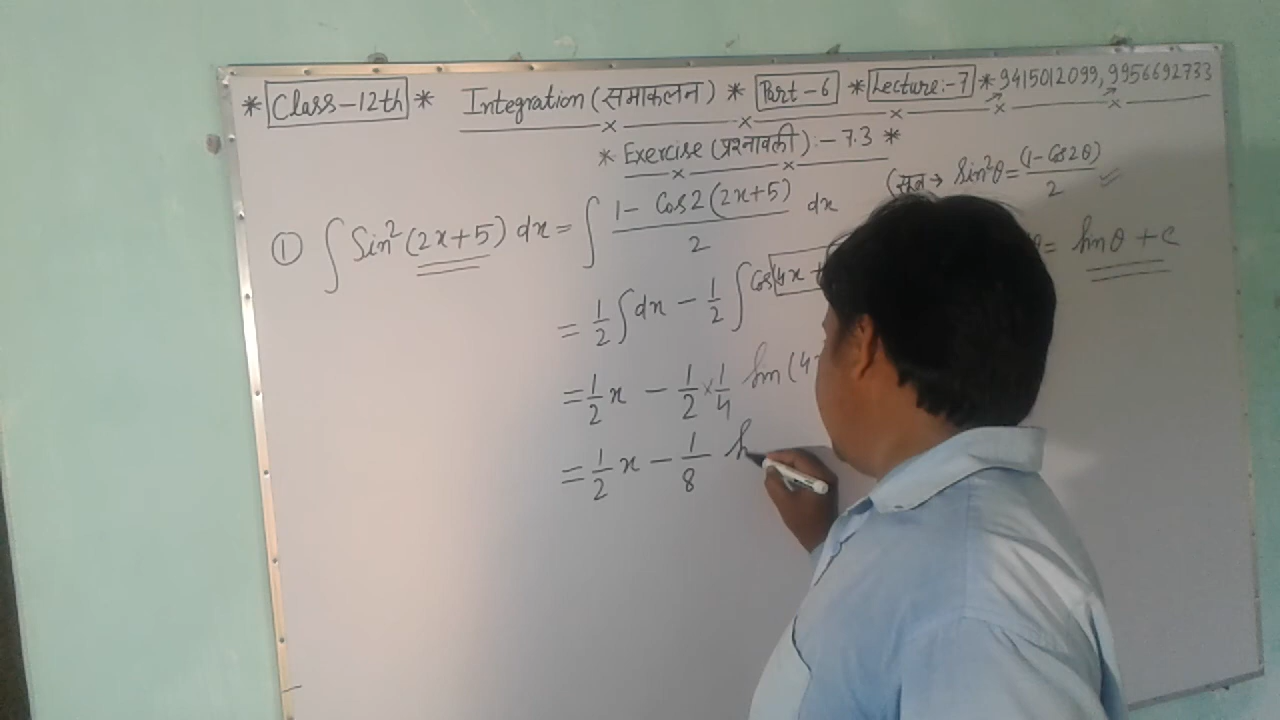 * Class-12th * Integration (समाकलन) * Part-6 * Lecture:-7 * 9415012099, 9956692733
* Exercise (प्रश्नावली):- 7.3 *
(सूत्र → Sin²θ = (1- Cos2θ)/2 ✓
① ∫ Sin² (2x+5) dx = ∫ 1- Cos2(2x+5)/2 dx
= Sinθ + c
= 1/2 ∫ dx - 1/2 ∫ Cos(4x +
= 1/2 x - 1/2 × 1/4 Sin (4
= 1/2 x - 1/8